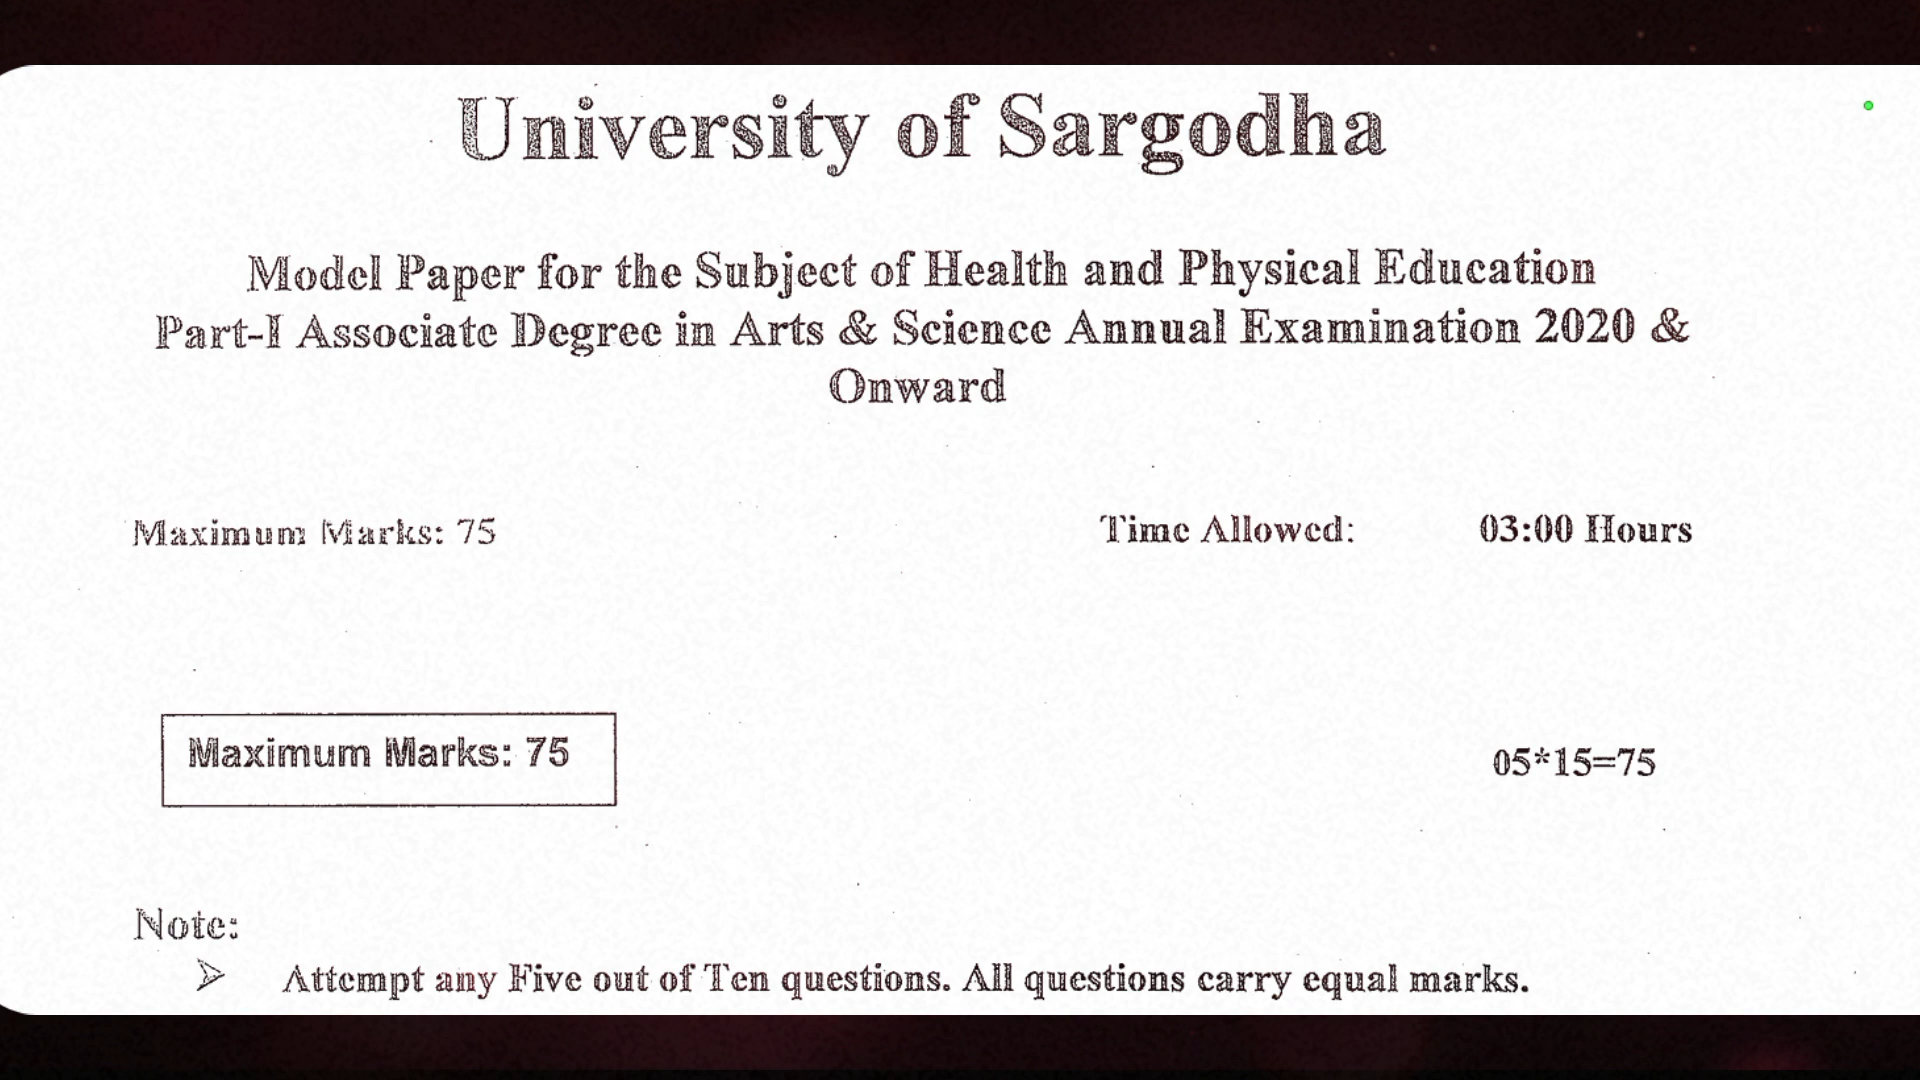 University of Sargodha
Model Paper for the Subject of Health and Physical Education
Part-I Associate Degree in Arts & Science Annual Examination 2020 &
Onward
Maximum Marks: 75 Time Allowed: 03:00 Hours
Maximum Marks: 75 05*15=75
Note:
➢ Attempt any Five out of Ten questions. All questions carry equal marks.